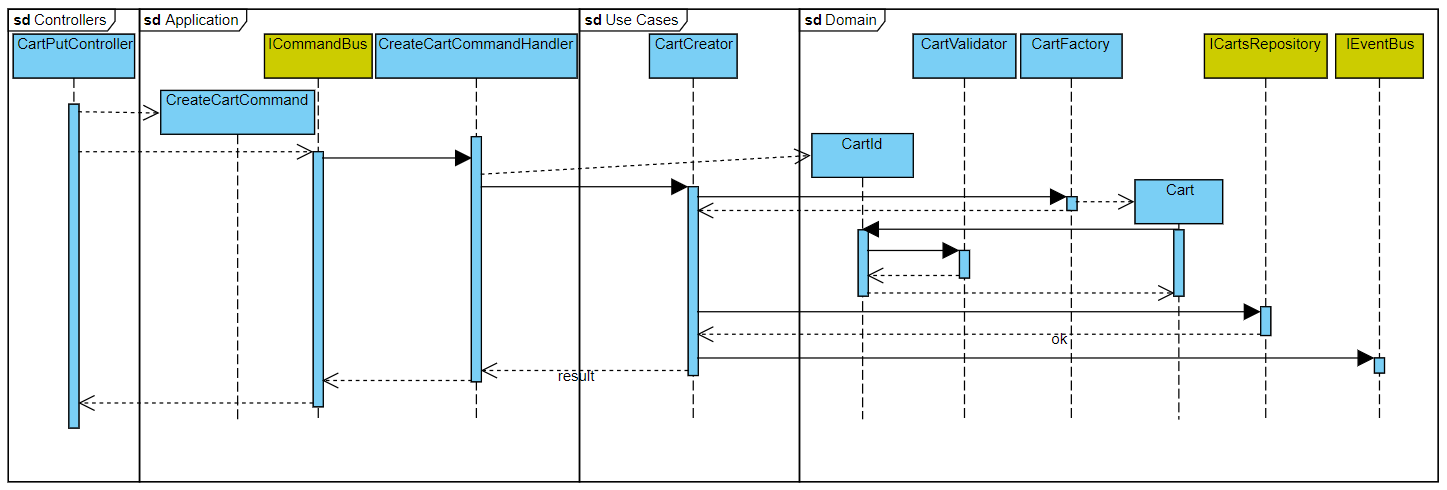 sd Controllers
sd Application
sd Use Cases
sd Domain
CartPutController
ICommandBus
CreateCartCommandHandler
CartCreator
CartValidator
CartFactory
ICartsRepository
IEventBus
CreateCartCommand
CartId
Cart
ok
result